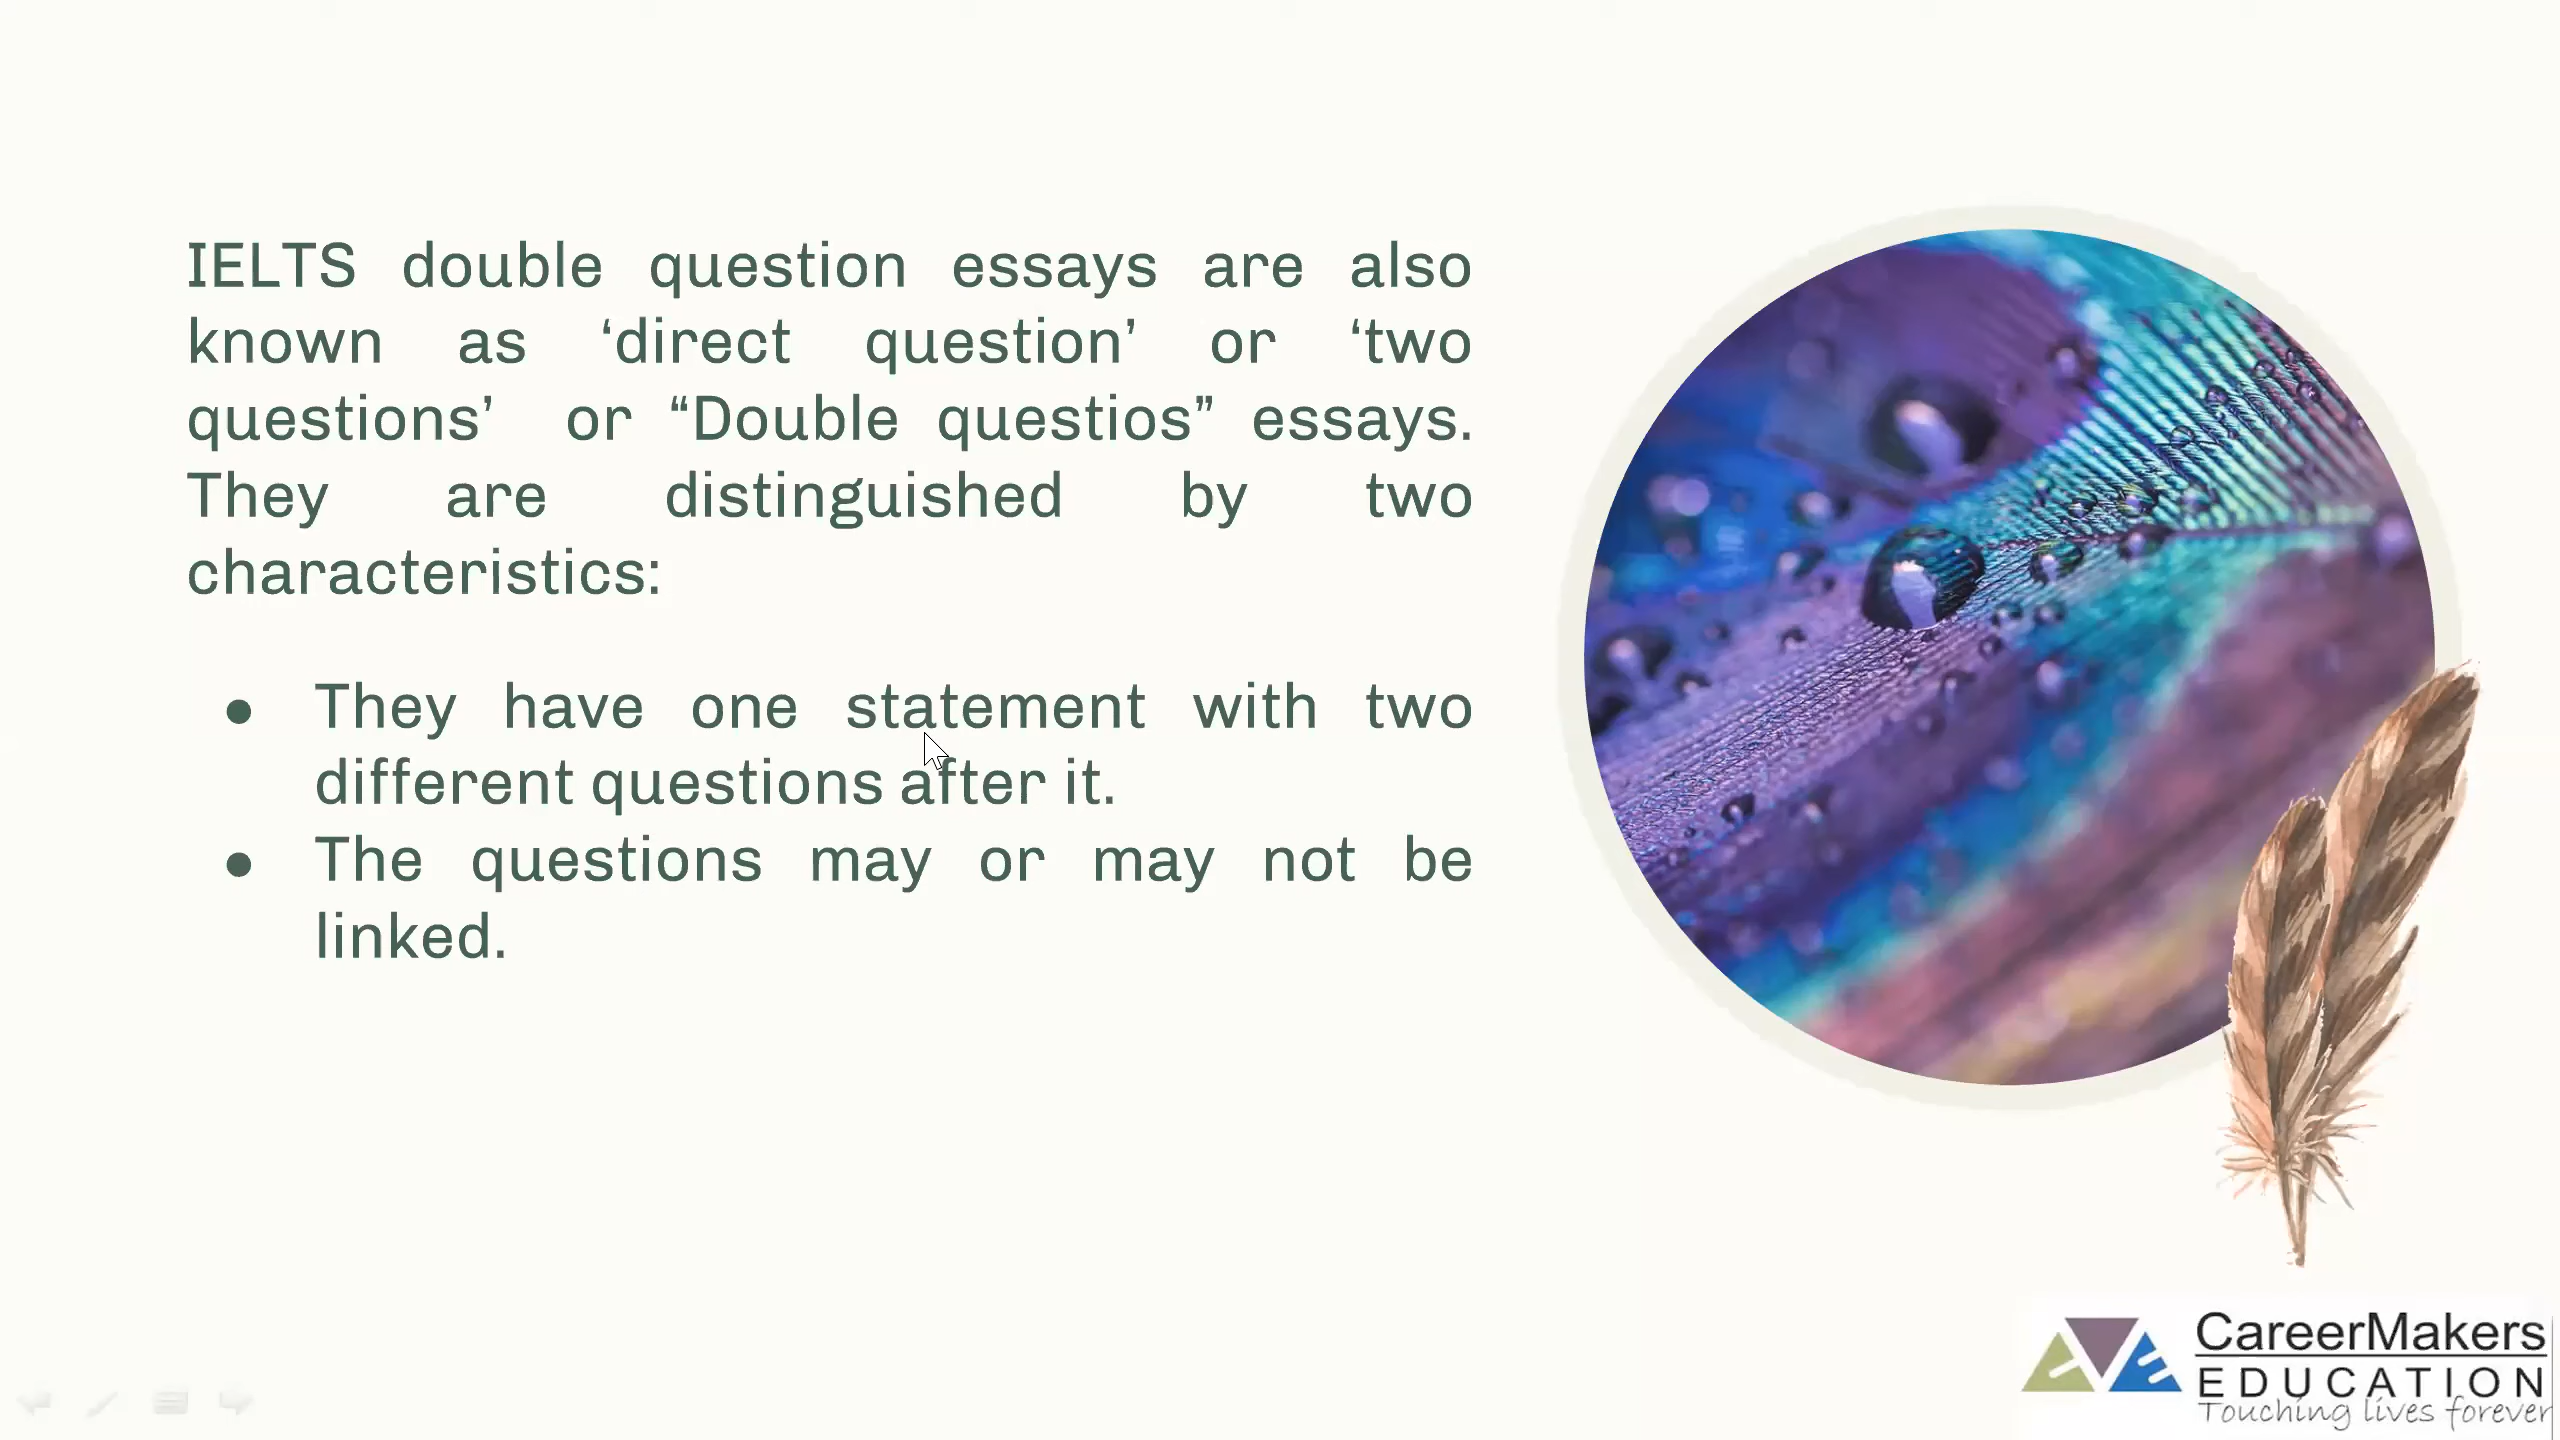 IELTS double question essays are also
known as ‘direct question’ or ‘two
questions’ or “Double questios” essays.
They are distinguished by two
characteristics:
● They have one statement with two
different questions after it.
● The questions may or may not be
linked.
CareerMakers
EDUCATION
Touching lives forever